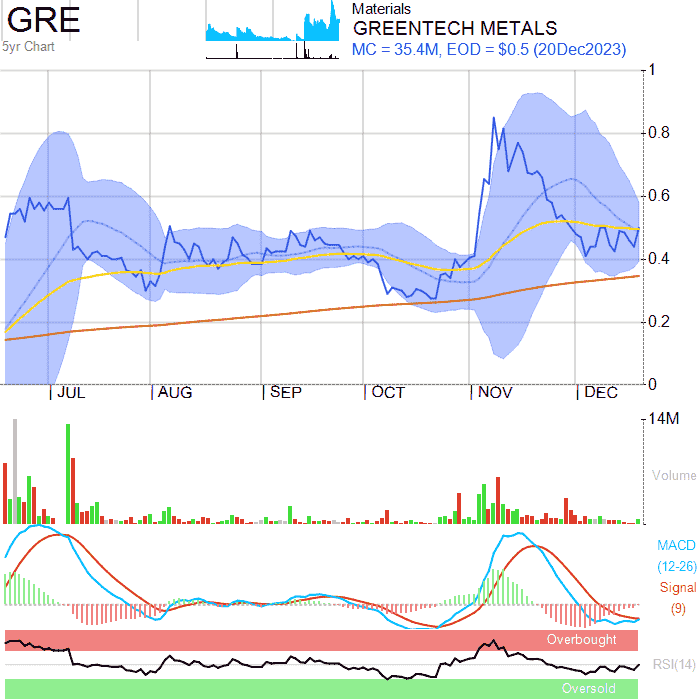 GRE
5yr Chart
Materials
GREENTECH METALS
MC = 35.4M, EOD = $0.5 (20Dec2023)
1
0.8
0.6
0.4
0.2
0
JUL AUG SEP OCT NOV DEC
14M
Volume
MACD
(12-26)
Signal
(9)
Overbought
RSI(14)
Oversold